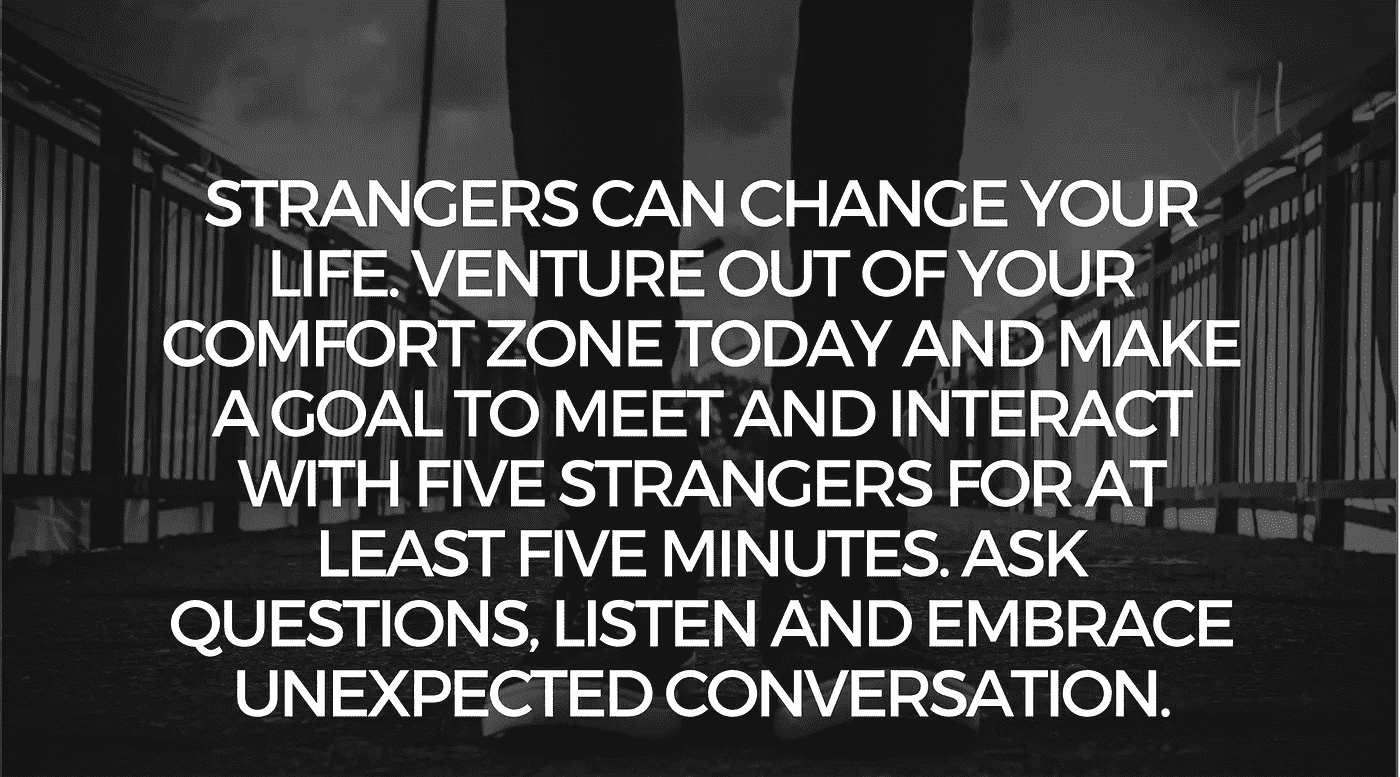 STRANGERS CAN CHANGE YOUR
LIFE. VENTURE OUT OF YOUR
COMFORT ZONE TODAY AND MAKE
A GOAL TO MEET AND INTERACT
WITH FIVE STRANGERS FOR AT
LEAST FIVE MINUTES. ASK
QUESTIONS, LISTEN AND EMBRACE
UNEXPECTED CONVERSATION.